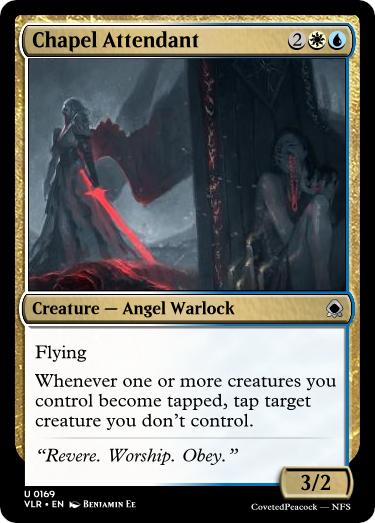 Chapel Attendant 2
Creature — Angel Warlock
Flying
Whenever one or more creatures you
control become tapped, tap target
creature you don't control.
"Revere. Worship. Obey."
3/2
U 0169
VLR • EN Benjamin Ee
CovetedPeacock — NFS